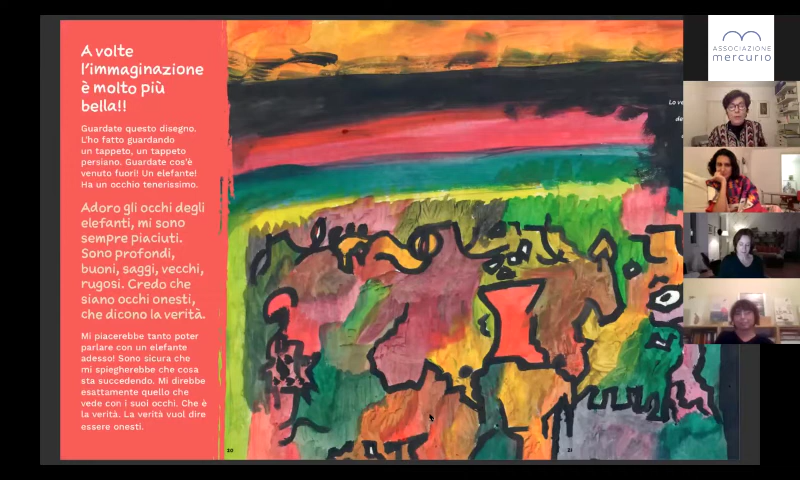 A volte
l'immaginazione
è molto più
bella!!
Guardate questo disegno.
L'ho fatto guardando
un tappeto, un tappeto
persiano. Guardate cos'è
venuto fuori! Un elefante!
Ha un occhio tenerissimo.
Adoro gli occhi degli
elefanti, mi sono
sempre piaciuti.
Sono profondi,
buoni, saggi, vecchi,
rugosi. Credo che
siano occhi onesti,
che dicono la verità.
Mi piacerebbe tanto poter
parlare con un elefante
adesso! Sono sicura che
mi spiegherebbe che cosa
sta succedendo. Mi direbbe
esattamente quello che
vede con i suoi occhi. Che è
la verità. La verità vuol dire
essere onesti.
20
21
ASSOCIAZIONE
mercurio